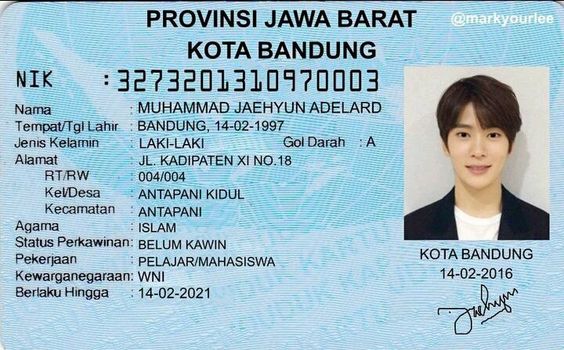 PROVINSI JAWA BARAT
@markyourlee
KOTA BANDUNG
NIK : 3273201310970003
Nama : MUHAMMAD JAEHYUN ADELARD
Tempat/Tgl Lahir : BANDUNG, 14-02-1997
Jenis Kelamin : LAKI-LAKI Gol Darah : A
Alamat : JL. KADIPATEN XI NO.18
RT/RW : 004/004
Kel/Desa : ANTAPANI KIDUL
Kecamatan : ANTAPANI
Agama : ISLAM
Status Perkawinan: BELUM KAWIN
Pekerjaan : PELAJAR/MAHASISWA
Kewarganegaraan: WNI
Berlaku Hingga : 14-02-2021
KOTA BANDUNG
14-02-2016
Jaehyun